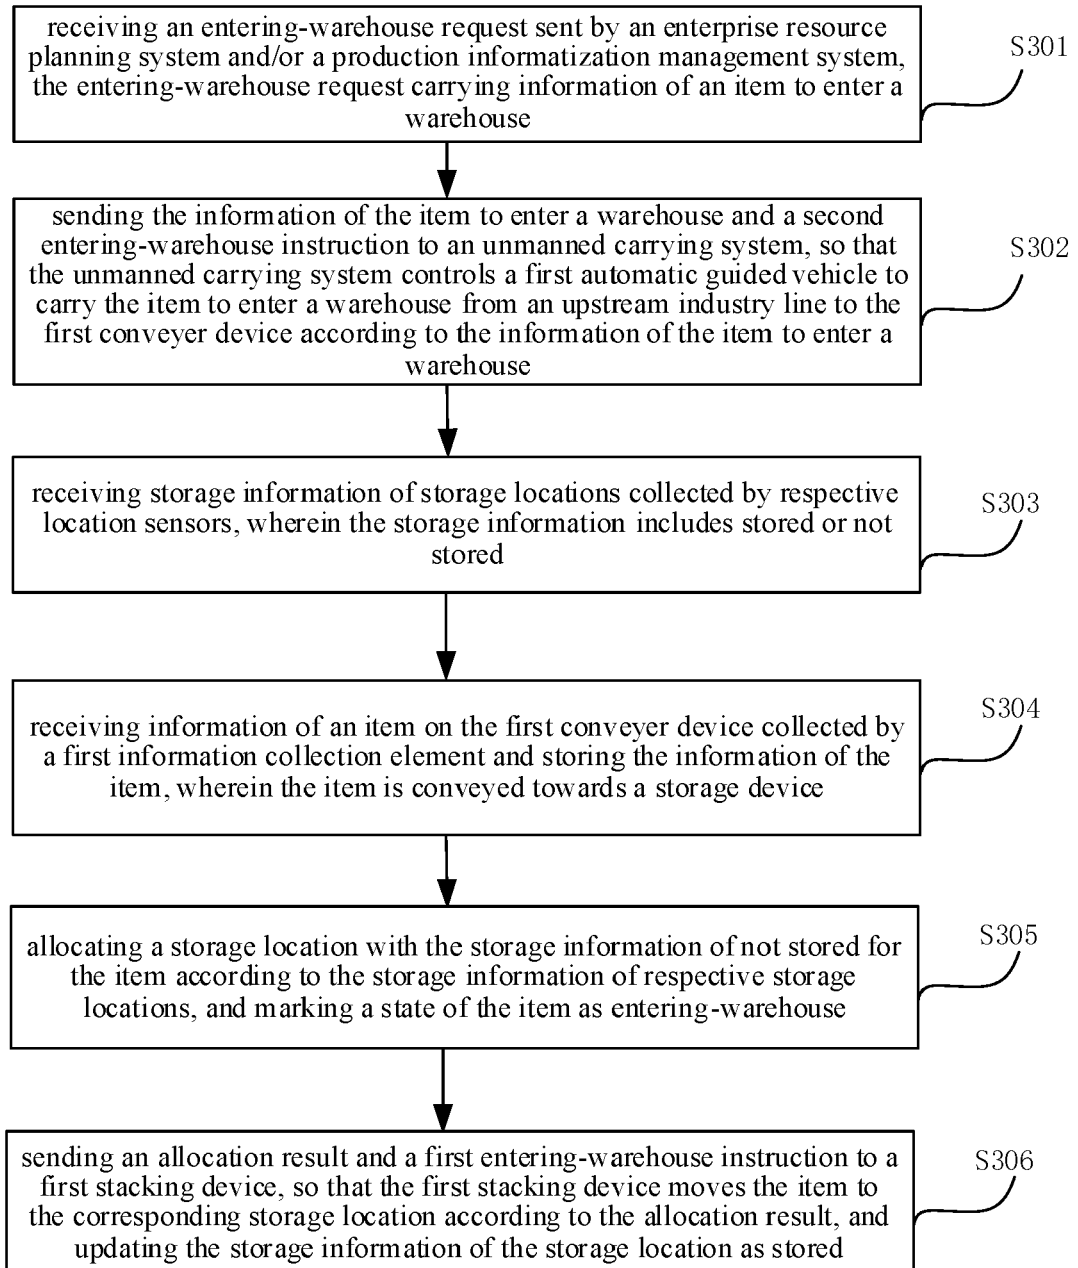 receiving an entering-warehouse request sent by an enterprise resource
planning system and/or a production informatization management system,
the entering-warehouse request carrying information of an item to enter a
warehouse
S301
sending the information of the item to enter a warehouse and a second
entering-warehouse instruction to an unmanned carrying system, so that
the unmanned carrying system controls a first automatic guided vehicle to
carry the item to enter a warehouse from an upstream industry line to the
first conveyer device according to the information of the item to enter a
warehouse
S302
receiving storage information of storage locations collected by respective
location sensors, wherein the storage information includes stored or not
stored
S303
receiving information of an item on the first conveyer device collected by
a first information collection element and storing the information of the
item, wherein the item is conveyed towards a storage device
S304
allocating a storage location with the storage information of not stored for
the item according to the storage information of respective storage
locations, and marking a state of the item as entering-warehouse
S305
sending an allocation result and a first entering-warehouse instruction to a
first stacking device, so that the first stacking device moves the item to
the corresponding storage location according to the allocation result, and
updating the storage information of the storage location as stored
S306